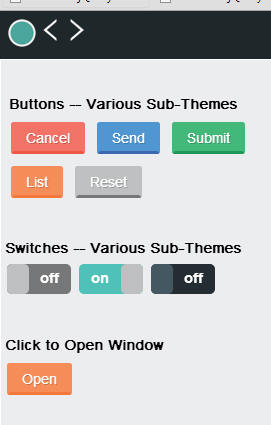 Buttons -- Various Sub-Themes
Cancel Send Submit
List Reset
Switches -- Various Sub-Themes
off on off
Click to Open Window
Open